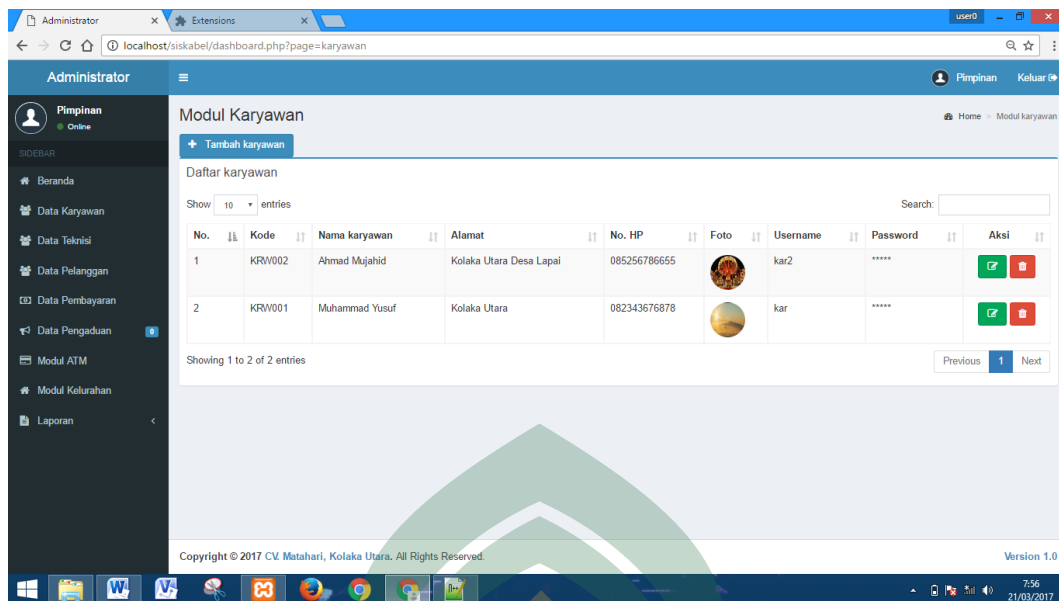 Administrator
Extensions
user0
localhost/siskabel/dashboard.php?page=karyawan
Administrator
Pimpinan
Keluar
Pimpinan
Online
SIDEBAR
Beranda
Data Karyawan
Data Teknisi
Data Pelanggan
Data Pembayaran
Data Pengaduan 0
Modul ATM
Modul Kelurahan
Laporan
Modul Karyawan
Home > Modul karyawan
+ Tambah karyawan
Daftar karyawan
Show 10 entries
Search:
No. Kode Nama karyawan Alamat No. HP Foto Username Password Aksi
1 KRW002 Ahmad Mujahid Kolaka Utara Desa Lapai 085256786655 kar2 *****
2 KRW001 Muhammad Yusuf Kolaka Utara 082343676878 kar *****
Showing 1 to 2 of 2 entries
Previous 1 Next
Copyright © 2017 CV. Matahari, Kolaka Utara. All Rights Reserved.
Version 1.0
7:56
21/03/2017